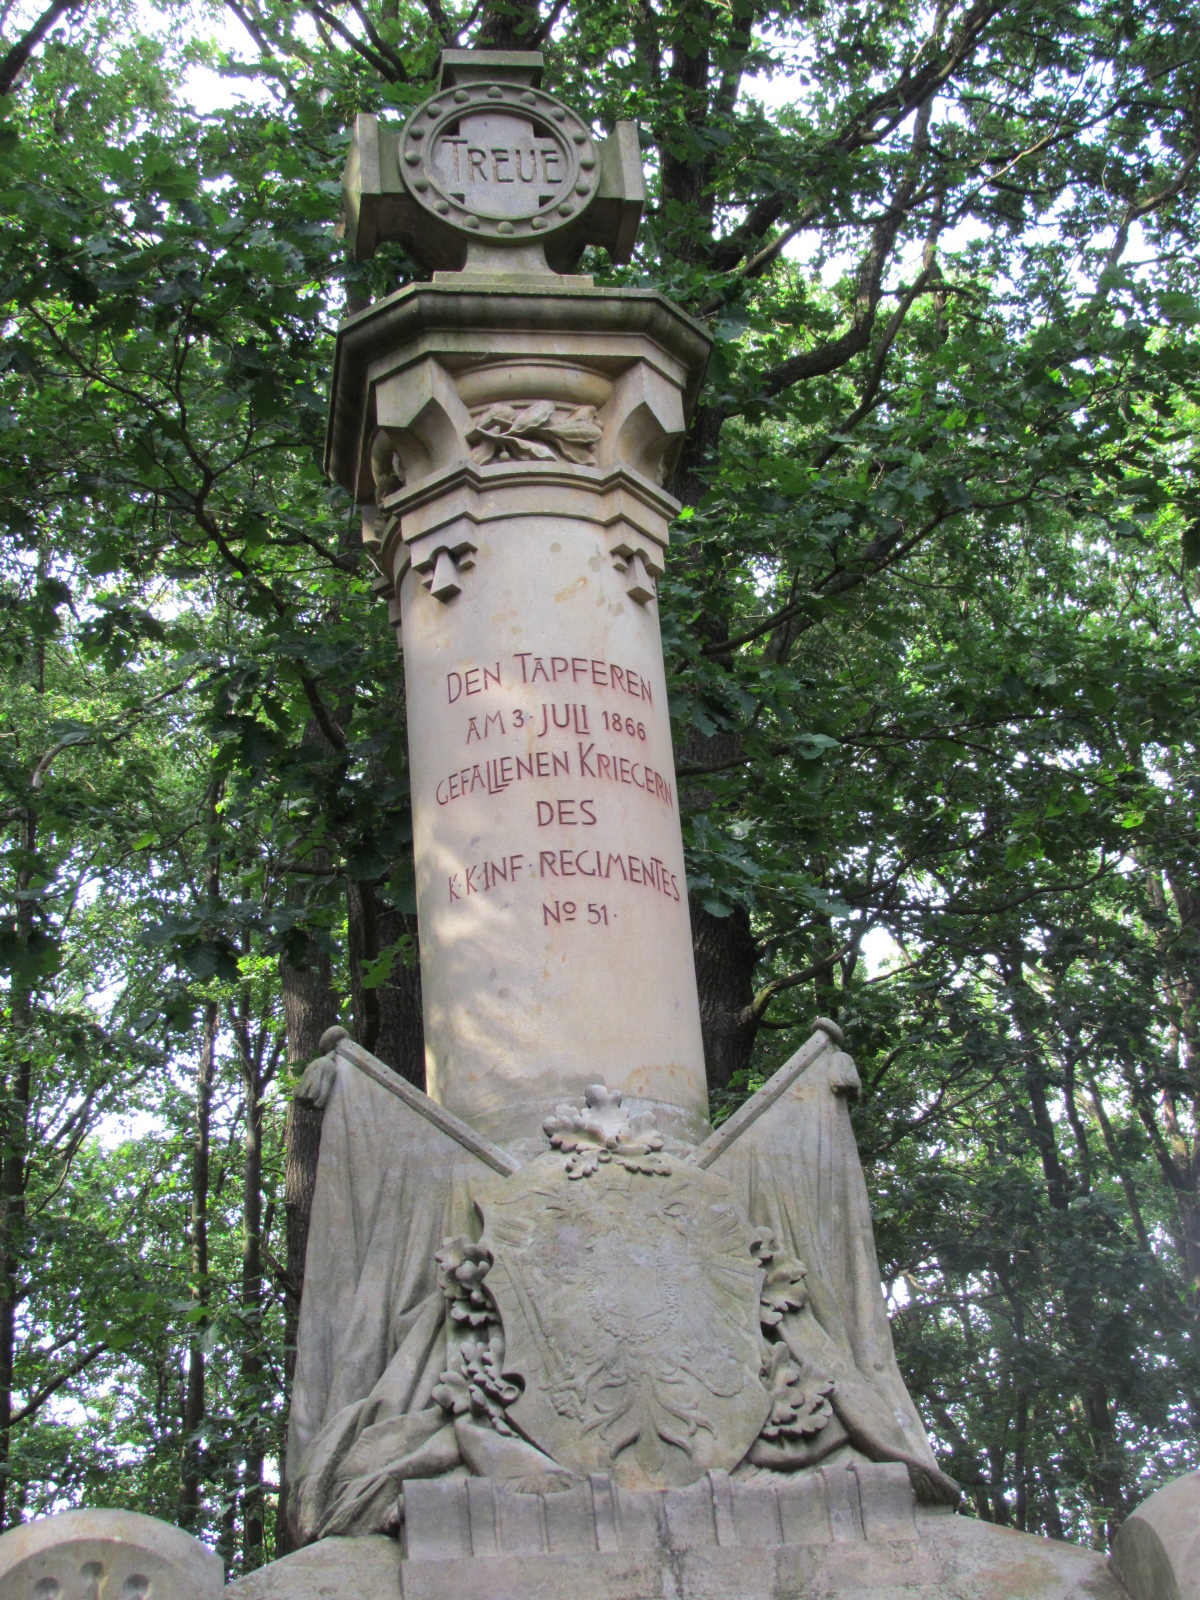 TREUE
DEN TAPFEREN
AM 3. JULI 1866
GEFALLENEN KRIEGERN
DES
K. K. INF. REGIMENTES
No 51.